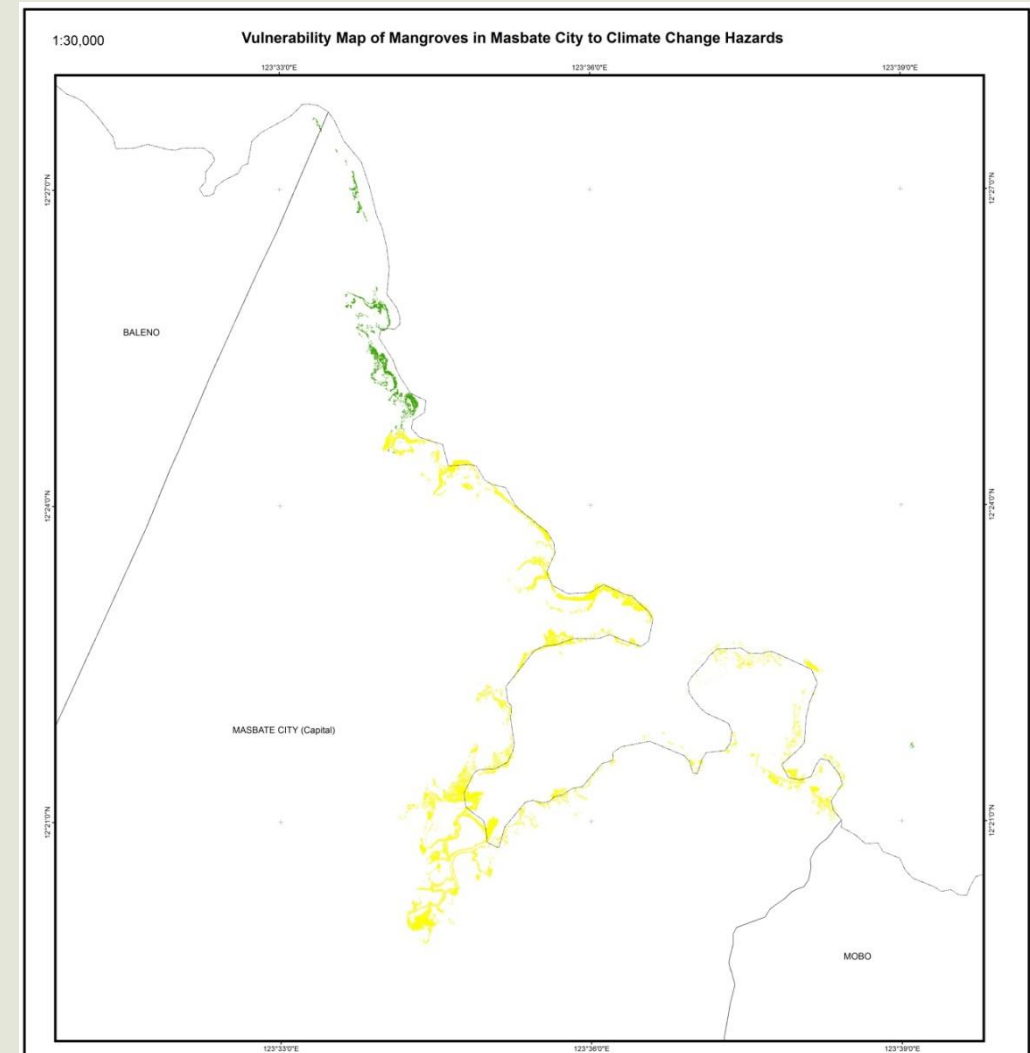 1:30,000
Vulnerability Map of Mangroves in Masbate City to Climate Change Hazards
123°33'0"E 123°36'0"E 123°39'0"E
12°27'0"N 12°27'0"N
BALENO
12°24'0"N 12°24'0"N
MASBATE CITY (Capital)
12°21'0"N 12°21'0"N
MOBO
123°33'0"E 123°36'0"E 123°39'0"E